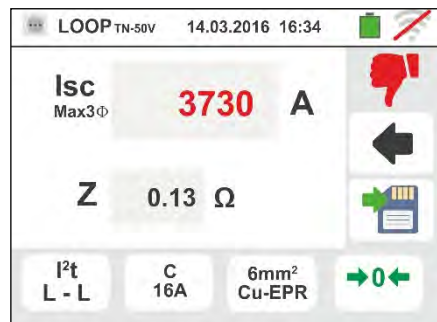 LOOP TN-50V 14.03.2016 16:34
Isc
Max3Φ
3730 A
Z 0.13 Ω
I²t
L - L
C
16A
6mm²
Cu-EPR
→0←